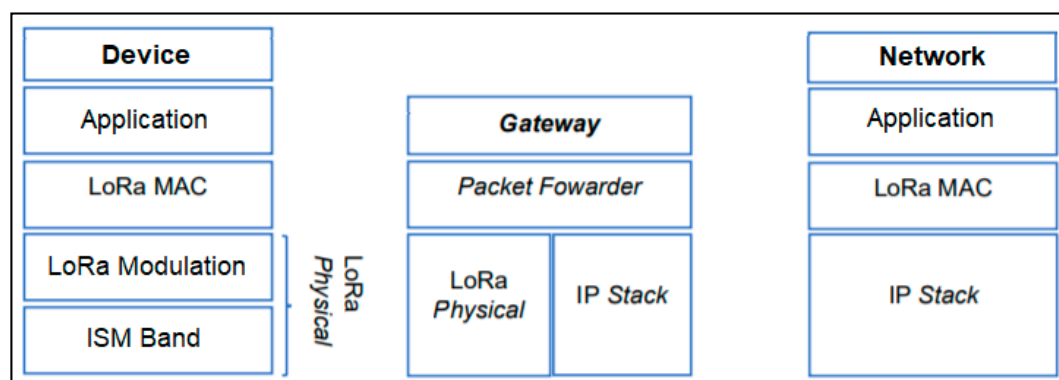 Device
Application
LoRa MAC
LoRa Modulation
ISM Band
LoRa
Physical
Gateway
Packet Fowarder
LoRa
Physical
IP Stack
Network
Application
LoRa MAC
IP Stack